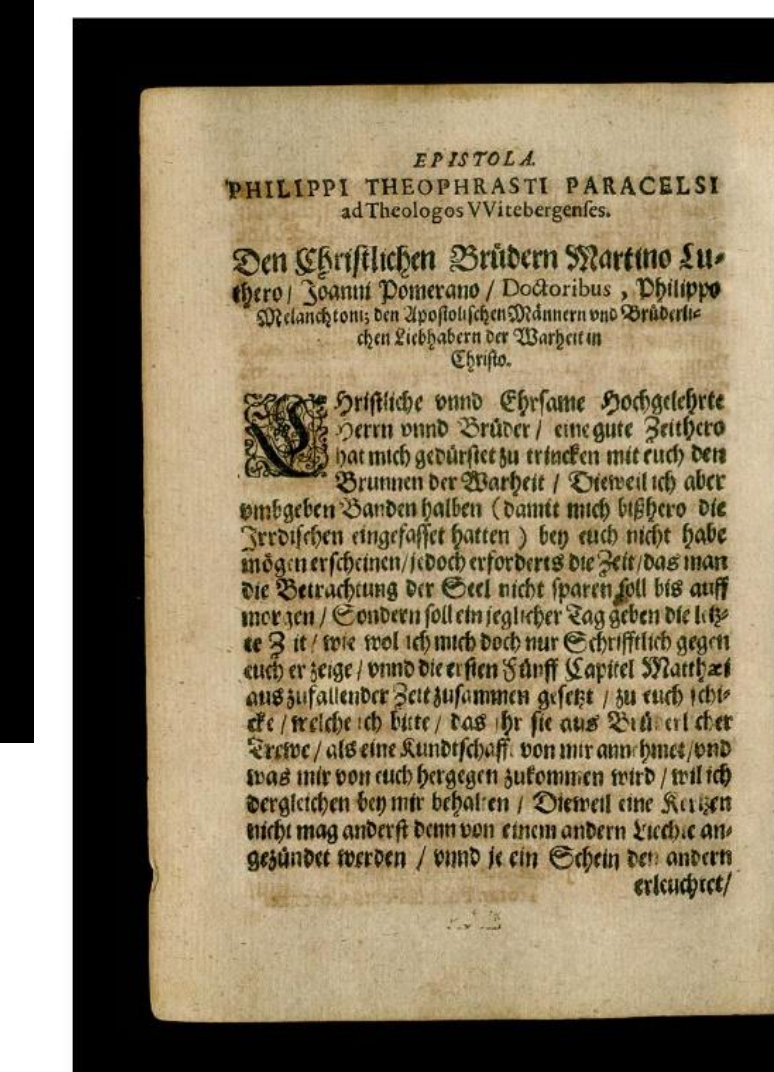 EPISTOLA.
PHILIPPI THEOPHRASTI PARACELSI
ad Theologos VVitebergenſes.
Den Chriſtlichen Brüdern Martino Lu-
thero / Joanni Pomerano / Doctoribus , Philippo
Melanchtoni; den Apoſtoliſchen Männern vnd Brüderli-
chen Liebhabern der Warheit in
Chriſto.
CHriſtliche vnnd Ehrſame Hochgelehrte
Herrn vnnd Brüder / eine gute Zeithero
hat mich gedürſtet zu trincken mit euch den
Brunnen der Warheit / Dieweil ich aber
vmbgeben Banden halben (damit mich bißhero die
Jrrdiſchen eingefaſſet hatten ) bey euch nicht habe
mögen erſcheinen/jedoch erforderts die Zeit/das man
die Betrachtung der Seel nicht ſparen ſoll bis auff
morgen / Sondern ſoll ein jeglicher Tag geben die letz-
te Zeit / wie wol ich mich doch nur Schrifftlich gegen
euch erzeige / vnnd die erſten Fünff Capitel Matthæi
aus zufallender Zeit zuſammen geſetzt / zu euch ſchi-
cke / welche ich bitte / das ihr ſie aus Brüderlicher
Trewe / als eine Kundtſchafft von mir annehmet/vnd
was mir von euch hergegen zukommen wird / wil ich
dergleichen bey mir behalten / Dieweil eine Kertzen
nicht mag anderſt denn von einem andern Liechte an-
gezündet werden / vnnd je ein Schein den andern
erleuchtet/